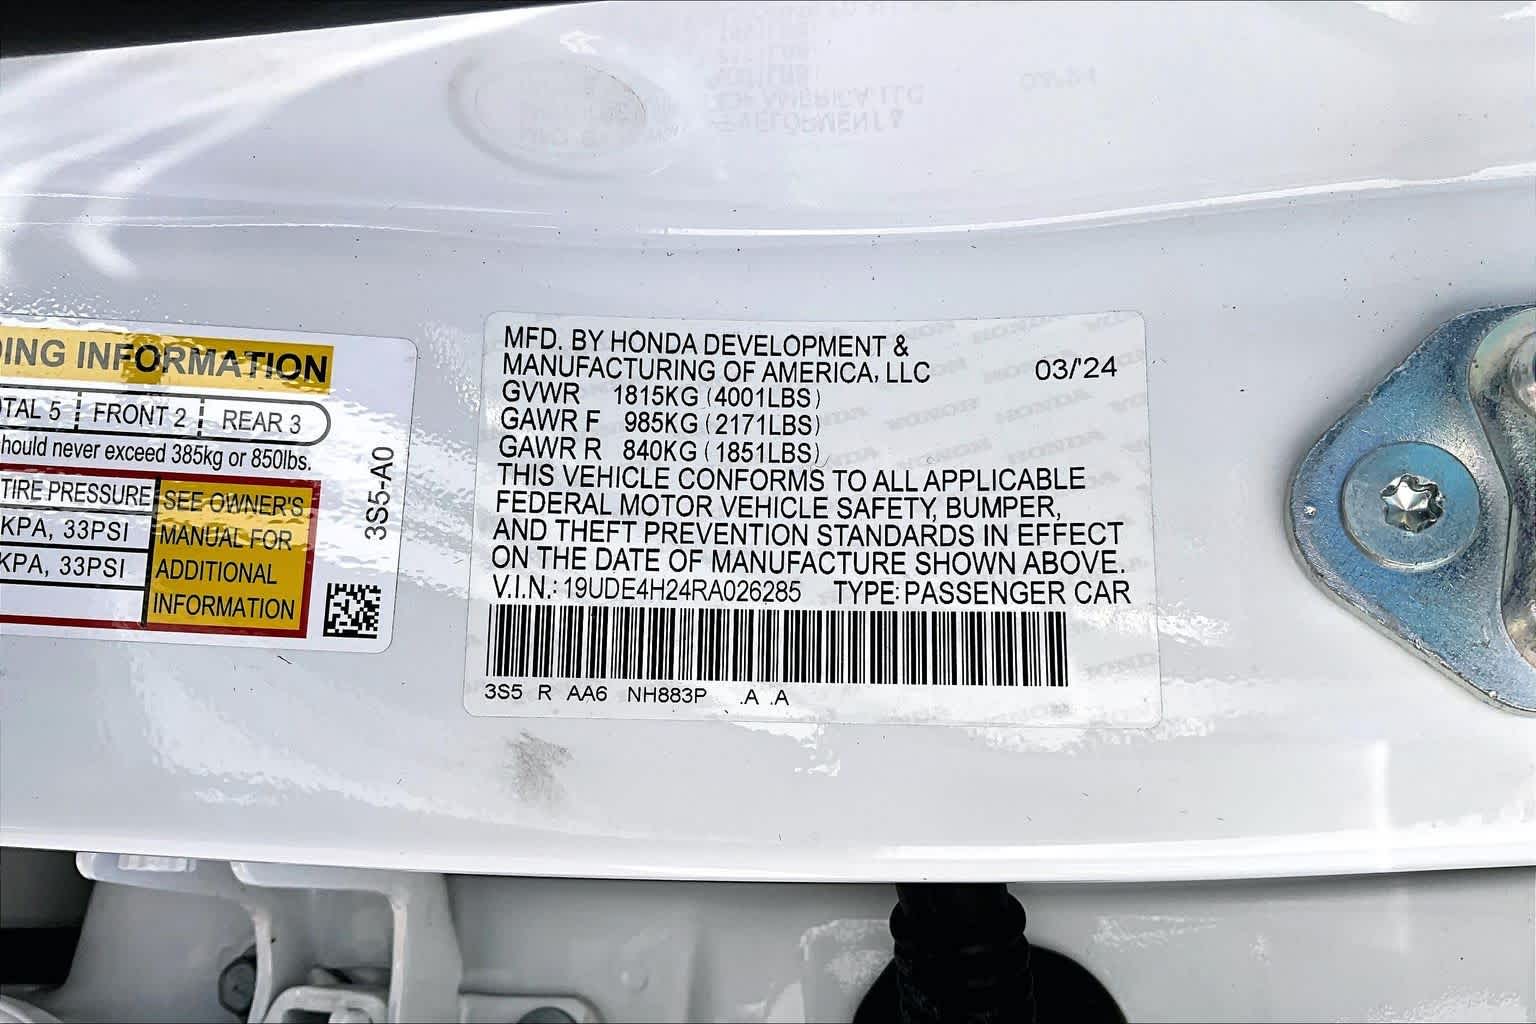 ING INFORMATION
TAL 5 FRONT 2 REAR 3
hould never exceed 385kg or 850lbs.
TIRE PRESSURE SEE OWNER'S
KPA, 33PSI MANUAL FOR
KPA, 33PSI ADDITIONAL
INFORMATION
3S5-A0
MFD. BY HONDA DEVELOPMENT &
MANUFACTURING OF AMERICA, LLC 03/'24
GVWR 1815KG (4001LBS)
GAWR F 985KG (2171LBS)
GAWR R 840KG (1851LBS)
THIS VEHICLE CONFORMS TO ALL APPLICABLE
FEDERAL MOTOR VEHICLE SAFETY, BUMPER,
AND THEFT PREVENTION STANDARDS IN EFFECT
ON THE DATE OF MANUFACTURE SHOWN ABOVE.
V.I.N.: 19UDE4H24RA026285 TYPE: PASSENGER CAR
3S5 R AA6 NH883P .A .A